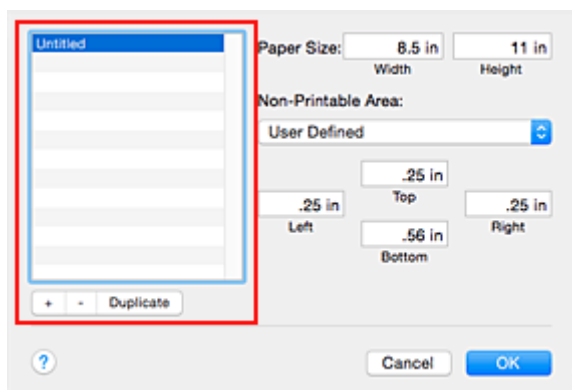 Untitled
+ - Duplicate
Paper Size: 8.5 in 11 in
Width Height
Non-Printable Area:
User Defined
.25 in
Top
.25 in .25 in
Left Right
.56 in
Bottom
? Cancel OK